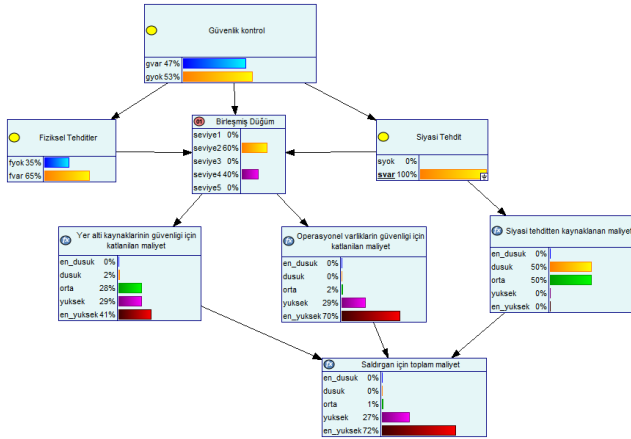 Güvenlik kontrol
gvar 47%
gyok 53%
Fiziksel Tehditler
fyok 35%
fvar 65%
Birleşmiş Düğüm
seviye1 0%
seviye2 60%
seviye3 0%
seviye4 40%
seviye5 0%
Siyasi Tehdit
syok 0%
svar 100%
Yer alti kaynaklarinin güvenligi için
katlanilan maliyet
en_dusuk 0%
dusuk 2%
orta 28%
yuksek 29%
en_yuksek 41%
Operasyonel varliklarin güvenligi için
katlanilan maliyet
en_dusuk 0%
dusuk 0%
orta 2%
yuksek 29%
en_yuksek 70%
Siyasi tehditten kaynaklanan maliyet
en_dusuk 0%
dusuk 50%
orta 50%
yuksek 0%
en_yuksek 0%
Saldirgan için toplam maliyet
en_dusuk 0%
dusuk 0%
orta 1%
yuksek 27%
en_yuksek 72%